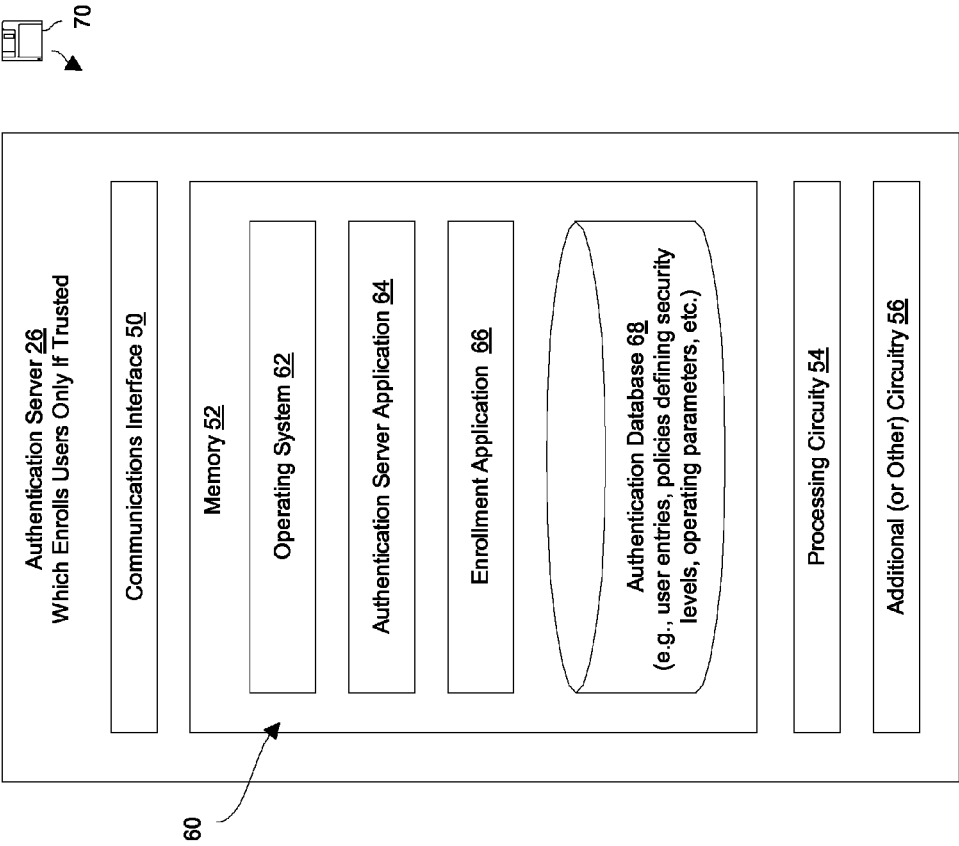 70
Authentication Server 26
Which Enrolls Users Only If Trusted
Communications Interface 50
Memory 52
Operating System 62
Authentication Server Application 64
Enrollment Application 66
Authentication Database 68
(e.g., user entries, policies defining security
levels, operating parameters, etc.)
Processing Circuity 54
Additional (or Other) Circuitry 56
60